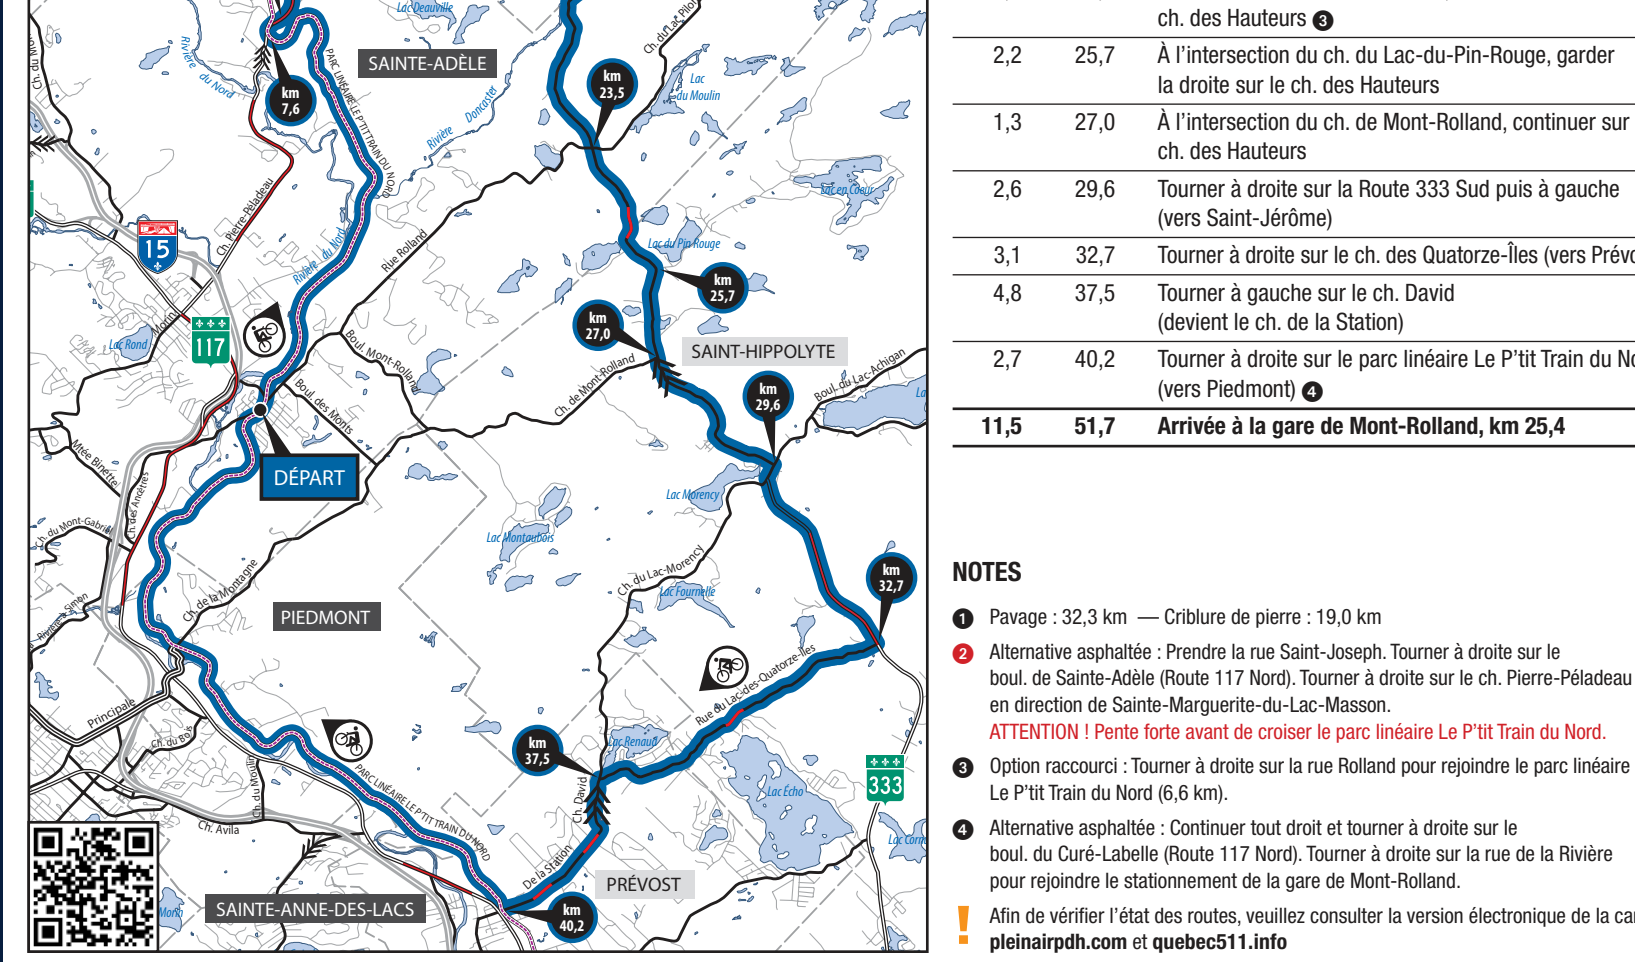 Lac Deauville
Ch. du Lac Pilon
Rivière du Nord
PARC LINÉAIRE LE P'TIT TRAIN DU NORD
SAINTE-ADÈLE
km
7,6
km
23,5
Lac
du Moulin
Rivière Doncaster
Lac en Coeur
Ch. Pierre-Péladeau
15
Rivière du Nord
Rue Rolland
Lac du Pin Rouge
km
25,7
km
27,0
Morin
Lac Rond
117
Boul. Mont-Rolland
SAINT-HIPPOLYTE
Ch. de Mont-Rolland
Boul. du Lac-Achigan
Boul. des Monts
km
29,6
DÉPART
Mtée Binette
Ch. des Ancêtres
Lac Morency
Ch. du Mont-Gabriel
Lac Montaubois
Ch. du Lac-Morency
Lac Fournelle
km
32,7
Ch. de la Montagne
PIEDMONT
Rue du Lac-des-Quatorze-Îles
Principale
Ch. du Bois
Lac Renaud
km
37,5
Ch. du Moulin
PARC LINÉAIRE LE P'TIT TRAIN DU NORD
Ch. David
Lac Écho
333
Ch. Avila
De la Station
PRÉVOST
SAINTE-ANNE-DES-LACS
km
40,2
ch. des Hauteurs 3
2,2 25,7 À l’intersection du ch. du Lac-du-Pin-Rouge, garder
la droite sur le ch. des Hauteurs
1,3 27,0 À l’intersection du ch. de Mont-Rolland, continuer sur
ch. des Hauteurs
2,6 29,6 Tourner à droite sur la Route 333 Sud puis à gauche
(vers Saint-Jérôme)
3,1 32,7 Tourner à droite sur le ch. des Quatorze-Îles (vers Prévo
4,8 37,5 Tourner à gauche sur le ch. David
(devient le ch. de la Station)
2,7 40,2 Tourner à droite sur le parc linéaire Le P’tit Train du No
(vers Piedmont) 4
11,5 51,7 Arrivée à la gare de Mont-Rolland, km 25,4
NOTES
1 Pavage : 32,3 km — Criblure de pierre : 19,0 km
2 Alternative asphaltée : Prendre la rue Saint-Joseph. Tourner à droite sur le
boul. de Sainte-Adèle (Route 117 Nord). Tourner à droite sur le ch. Pierre-Péladeau
en direction de Sainte-Marguerite-du-Lac-Masson.
ATTENTION ! Pente forte avant de croiser le parc linéaire Le P’tit Train du Nord.
3 Option raccourci : Tourner à droite sur la rue Rolland pour rejoindre le parc linéaire
Le P’tit Train du Nord (6,6 km).
4 Alternative asphaltée : Continuer tout droit et tourner à droite sur le
boul. du Curé-Labelle (Route 117 Nord). Tourner à droite sur la rue de la Rivière
pour rejoindre le stationnement de la gare de Mont-Rolland.
! Afin de vérifier l’état des routes, veuillez consulter la version électronique de la ca
pleinairpdh.com et quebec511.info